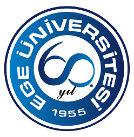 EGE ÜNİVERSİTESİ
60.
yıl
1955